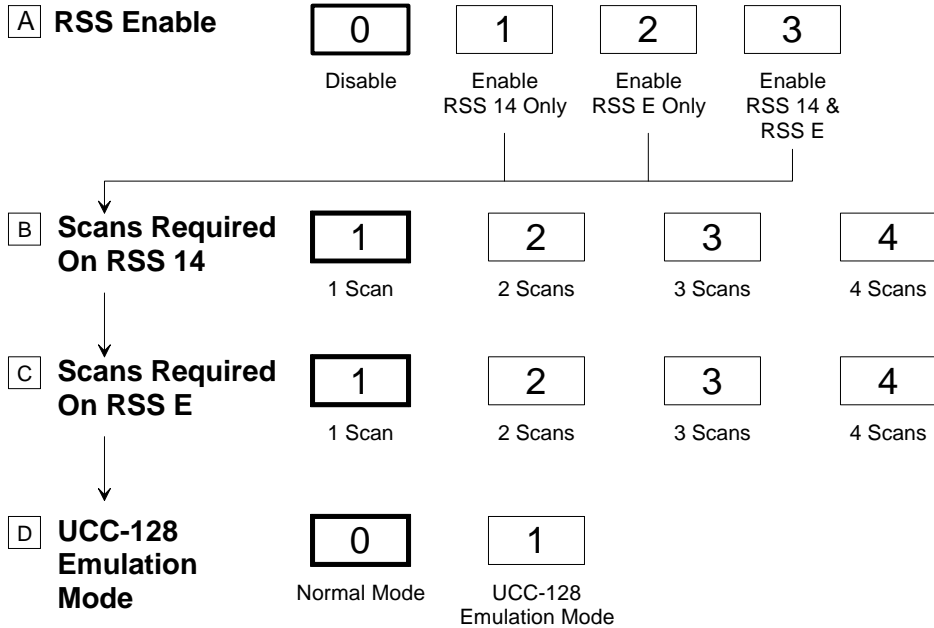 A RSS Enable 0 1 2 3
Disable Enable Enable Enable
RSS 14 Only RSS E Only RSS 14 &
RSS E
B Scans Required 1 2 3 4
On RSS 14
1 Scan 2 Scans 3 Scans 4 Scans
C Scans Required 1 2 3 4
On RSS E
1 Scan 2 Scans 3 Scans 4 Scans
D UCC-128 0 1
Emulation
Mode
Normal Mode UCC-128
Emulation Mode